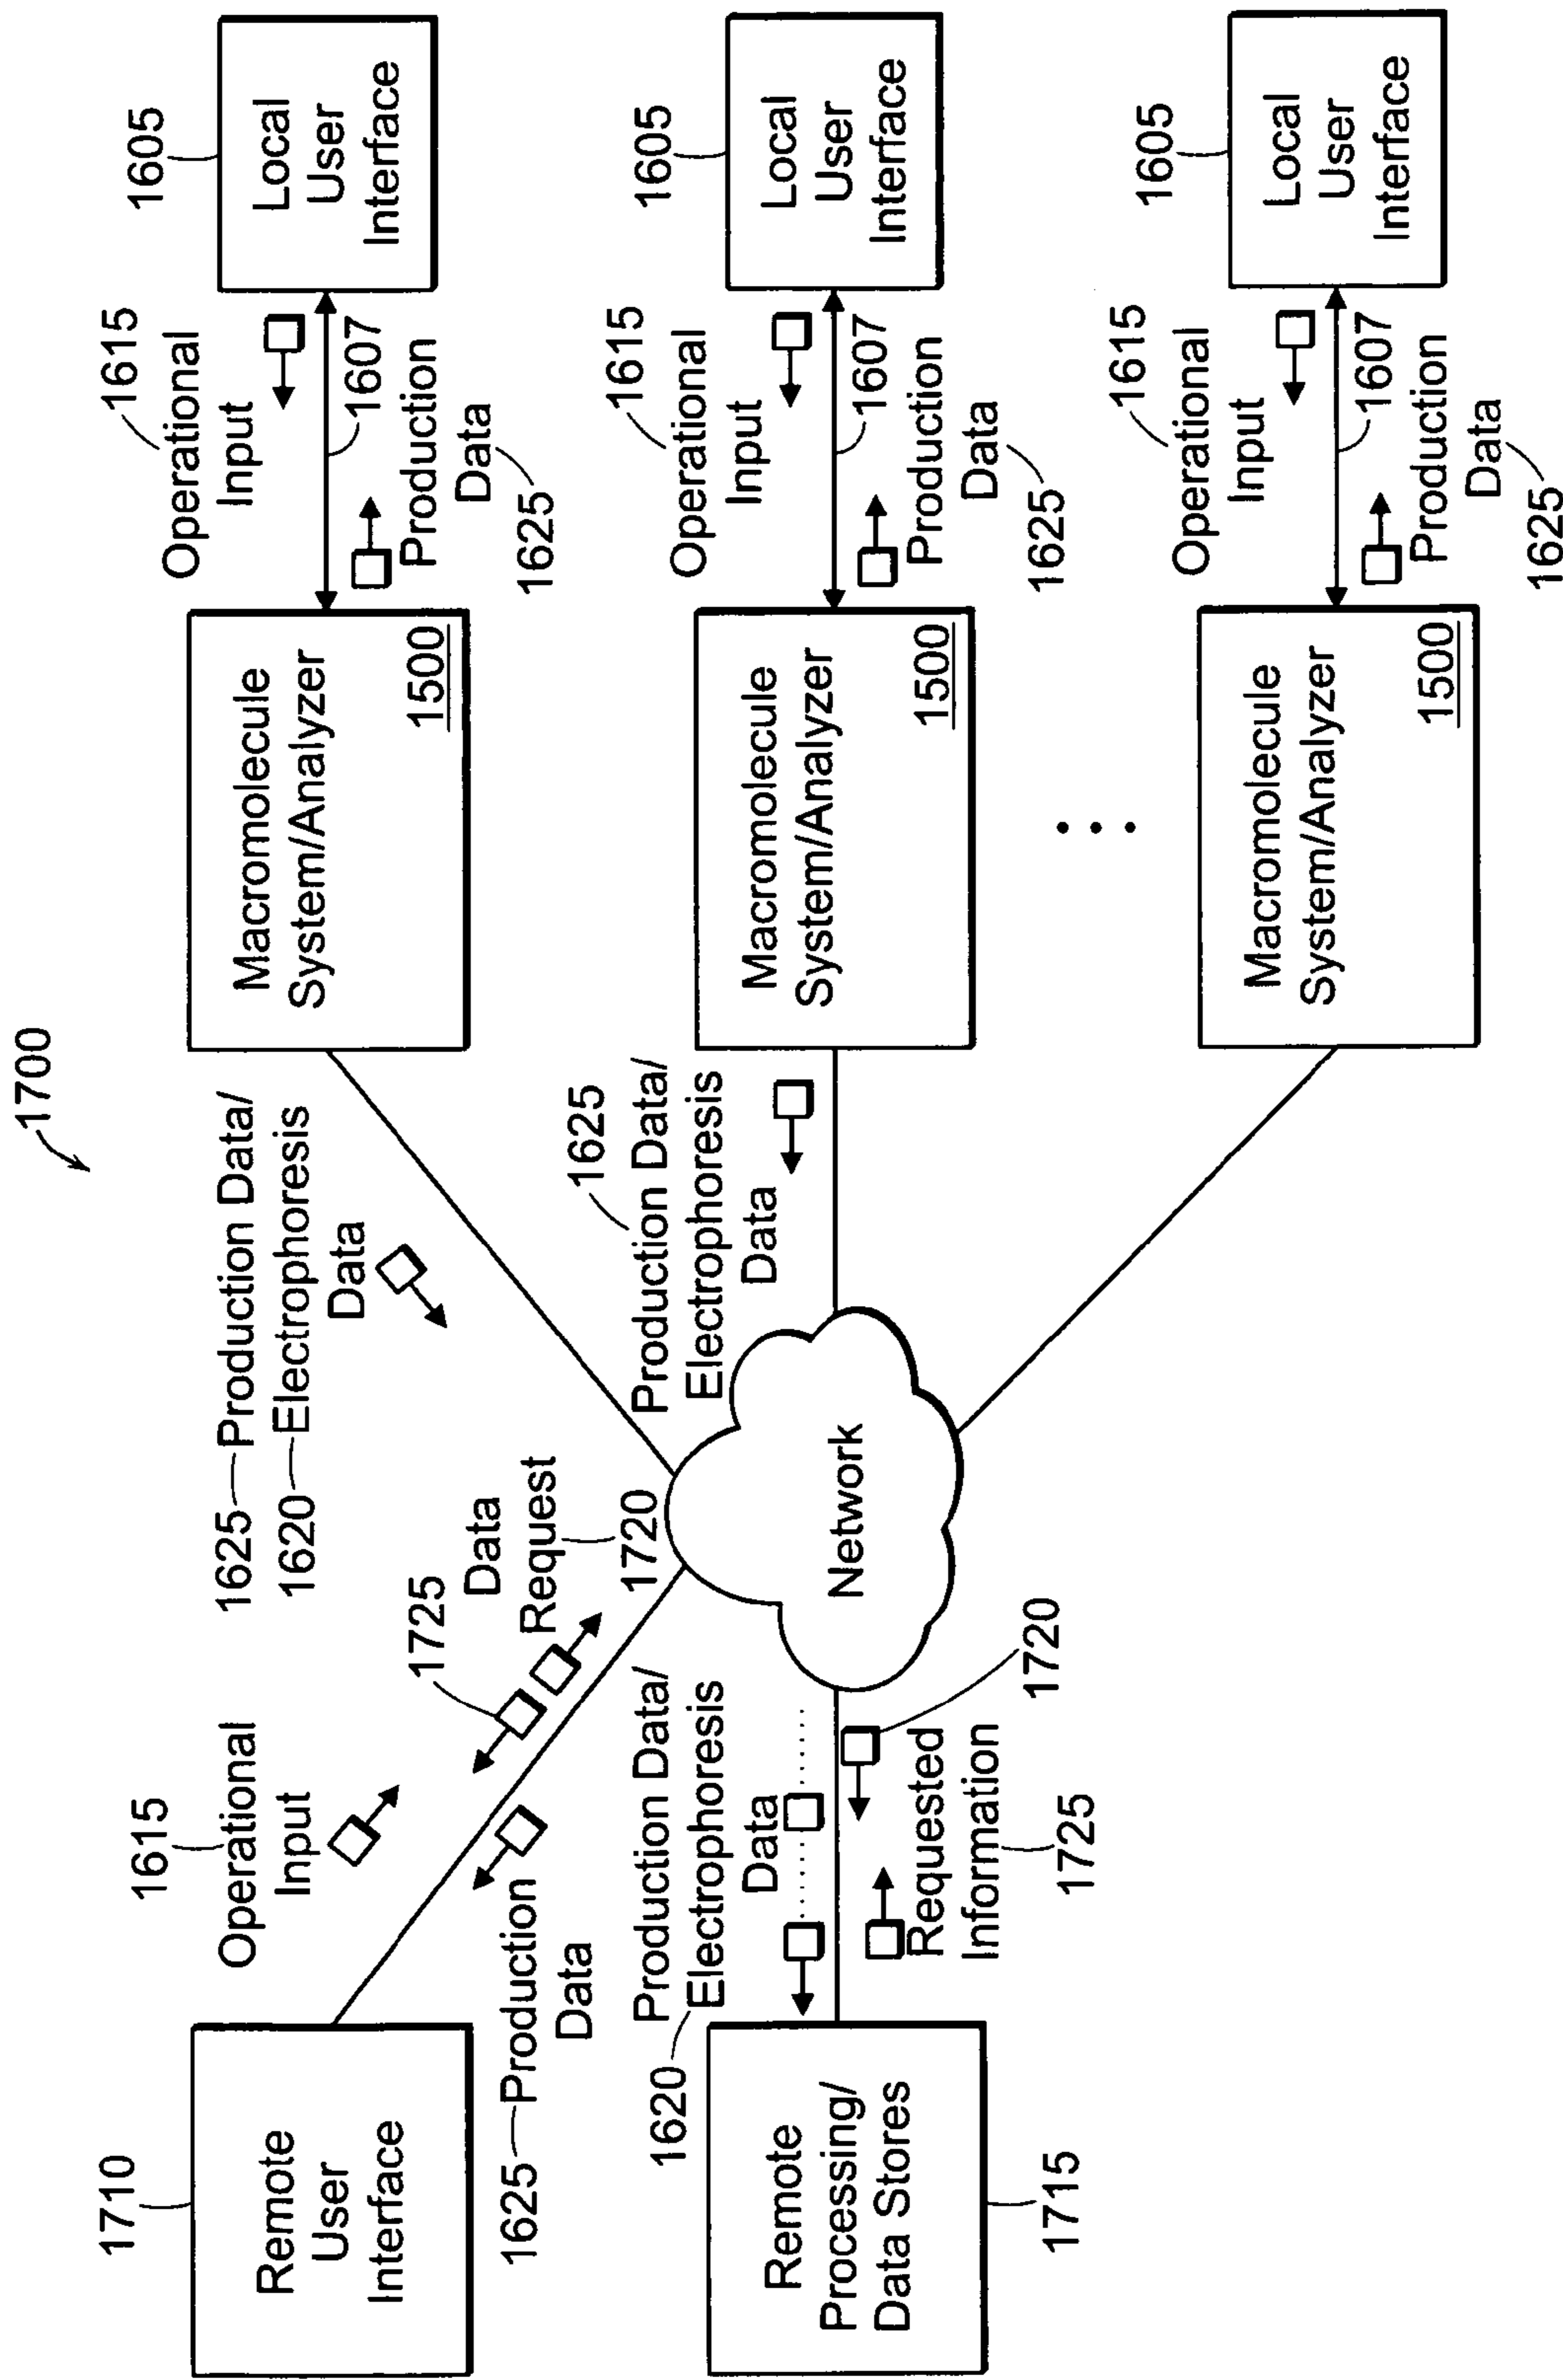 1700
1710
Remote
User
Interface
1615
Operational
Input
1725
Data
Request
1720
1625
Production
Data
1625
Production Data/
1620
Electrophoresis
Data
Macromolecule
System/Analyzer
1500
1615
Operational
Input
1607
Production
Data
1625
1605
Local
User
Interface
Remote
Processing/
Data Stores
1715
Production Data/
1620
Electrophoresis
Data
1720
Requested
Information
1725
Network
1625
Production Data/
Electrophoresis
Data
Macromolecule
System/Analyzer
1500
1615
Operational
Input
1607
Production
Data
1625
1605
Local
User
Interface
Macromolecule
System/Analyzer
1500
1615
Operational
Input
1607
Production
Data
1625
1605
Local
User
Interface